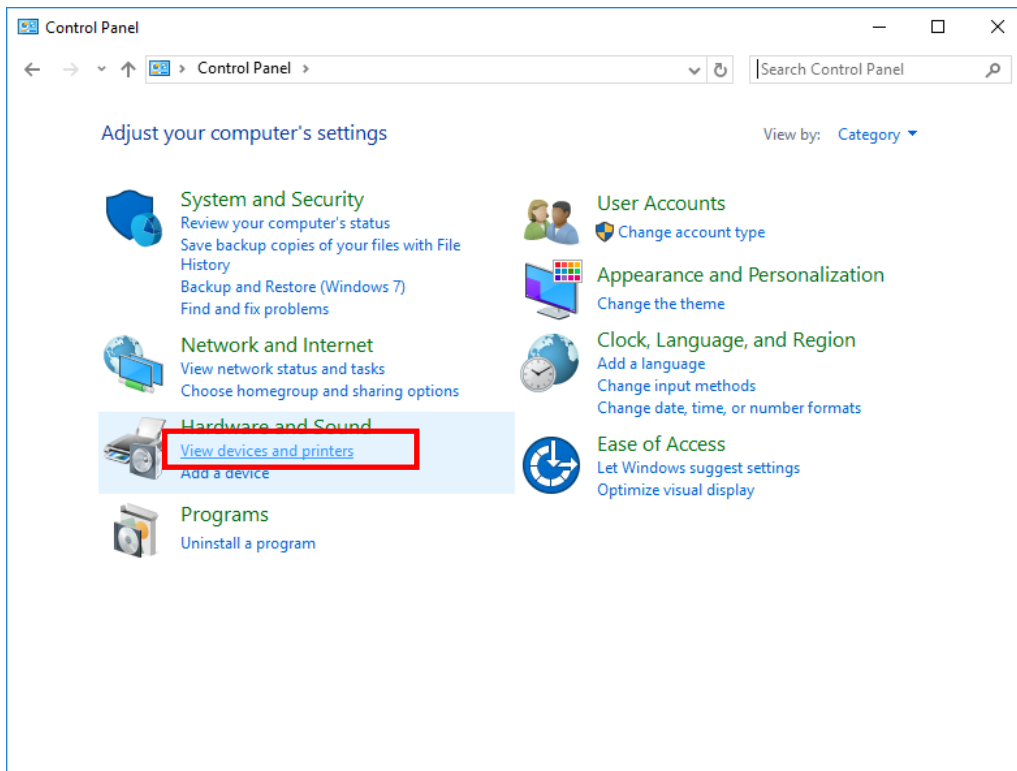 Control Panel
Control Panel
Search Control Panel
Adjust your computer's settings
View by: Category
System and Security
Review your computer's status
Save backup copies of your files with File
History
Backup and Restore (Windows 7)
Find and fix problems
Network and Internet
View network status and tasks
Choose homegroup and sharing options
Hardware and Sound
View devices and printers
Add a device
Programs
Uninstall a program
User Accounts
Change account type
Appearance and Personalization
Change the theme
Clock, Language, and Region
Add a language
Change input methods
Change date, time, or number formats
Ease of Access
Let Windows suggest settings
Optimize visual display